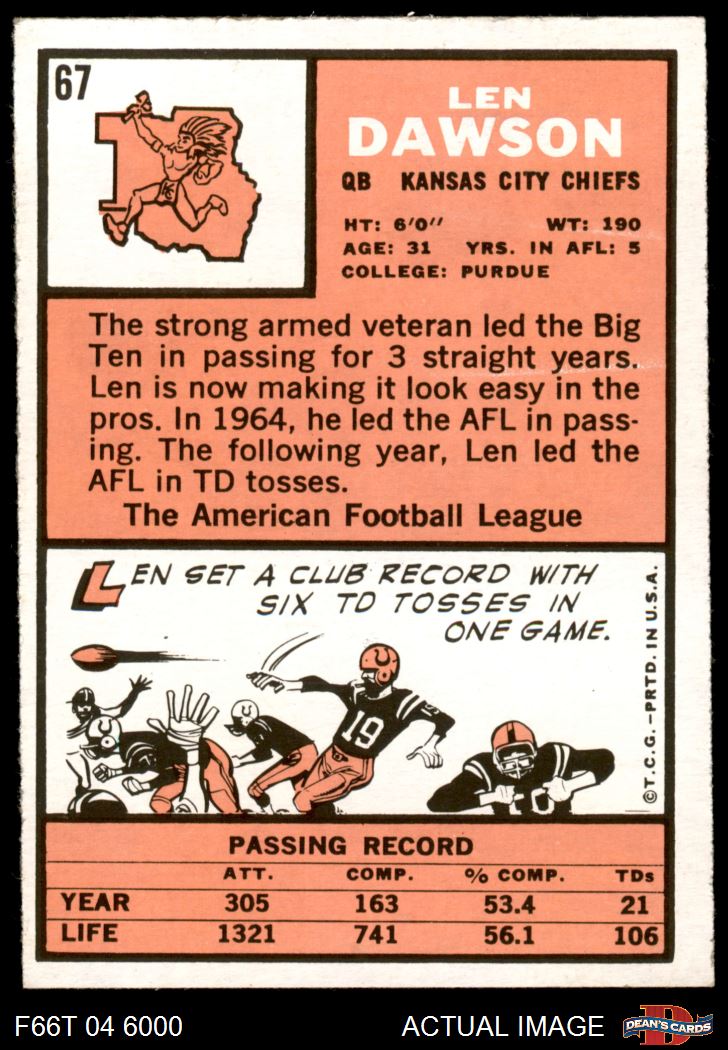 67
LEN
DAWSON
QB KANSAS CITY CHIEFS
HT: 6'0'' WT: 190
AGE: 31 YRS. IN AFL: 5
COLLEGE: PURDUE
The strong armed veteran led the Big
Ten in passing for 3 straight years.
Len is now making it look easy in the
pros. In 1964, he led the AFL in pass-
ing. The following year, Len led the
AFL in TD tosses.
The American Football League
LEN SET A CLUB RECORD WITH
SIX TD TOSSES IN
ONE GAME.
19
©T.C.G.–PRTD. IN U.S.A.
PASSING RECORD
ATT. COMP. % COMP. TDs
YEAR 305 163 53.4 21
LIFE 1321 741 56.1 106
F66T 04 6000 ACTUAL IMAGE
D
DEAN'S CARDS